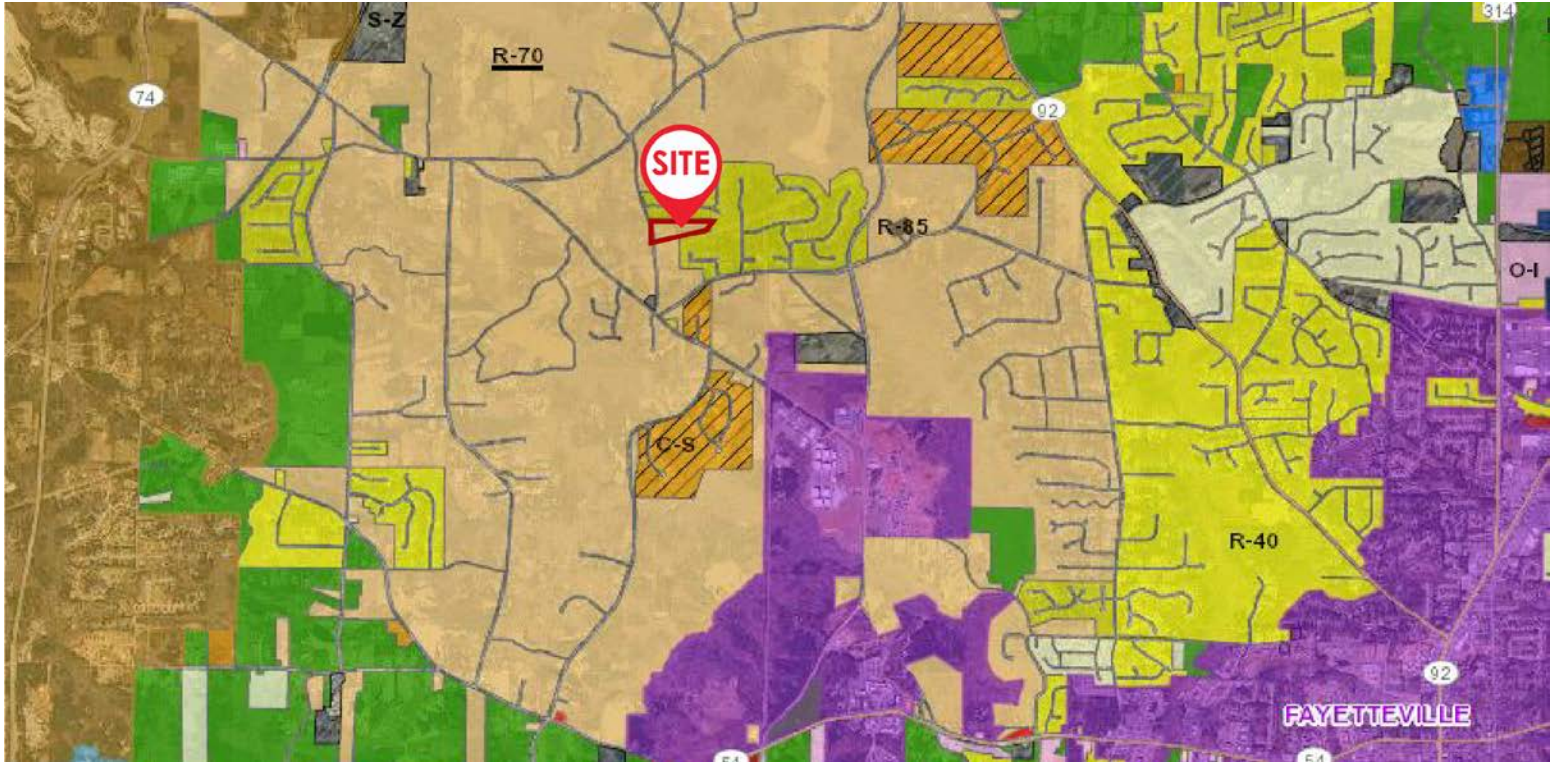 S-Z
314
R-70
74
92
SITE
R-85
O-I
C-S
R-40
92
FAYETTEVILLE
54
54